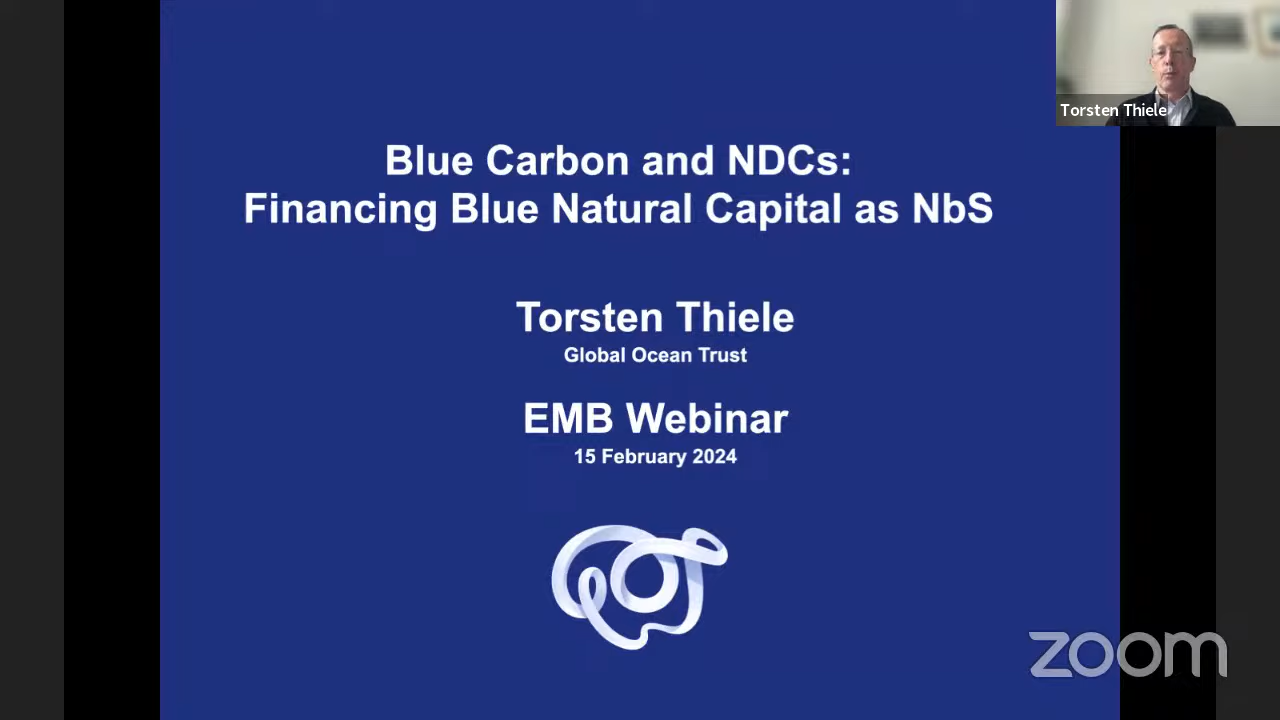 Torsten Thiele
Blue Carbon and NDCs:
Financing Blue Natural Capital as NbS
Torsten Thiele
Global Ocean Trust
EMB Webinar
15 February 2024
zoom